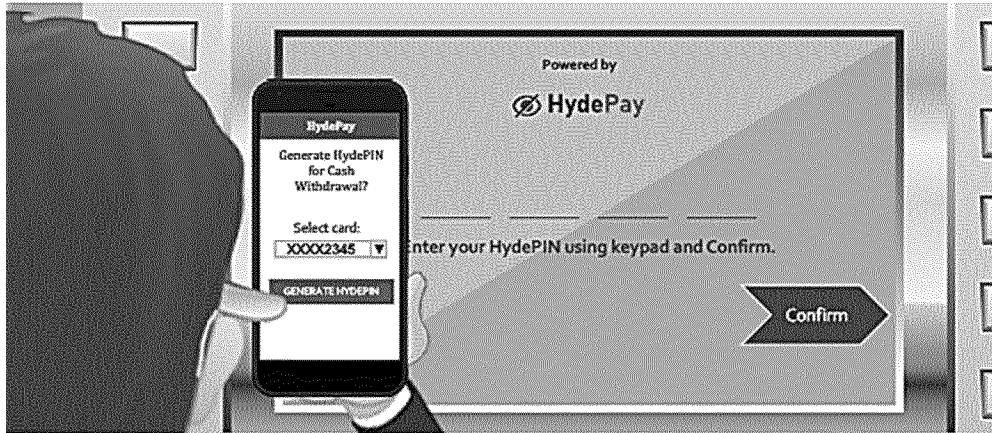 Powered by
HydePay
HydePay
Generate HydePIN
for Cash
Withdrawal?
Select card:
XXXX2345
GENERATE HYDEPIN
nter your HydePIN using keypad and Confirm.
Confirm